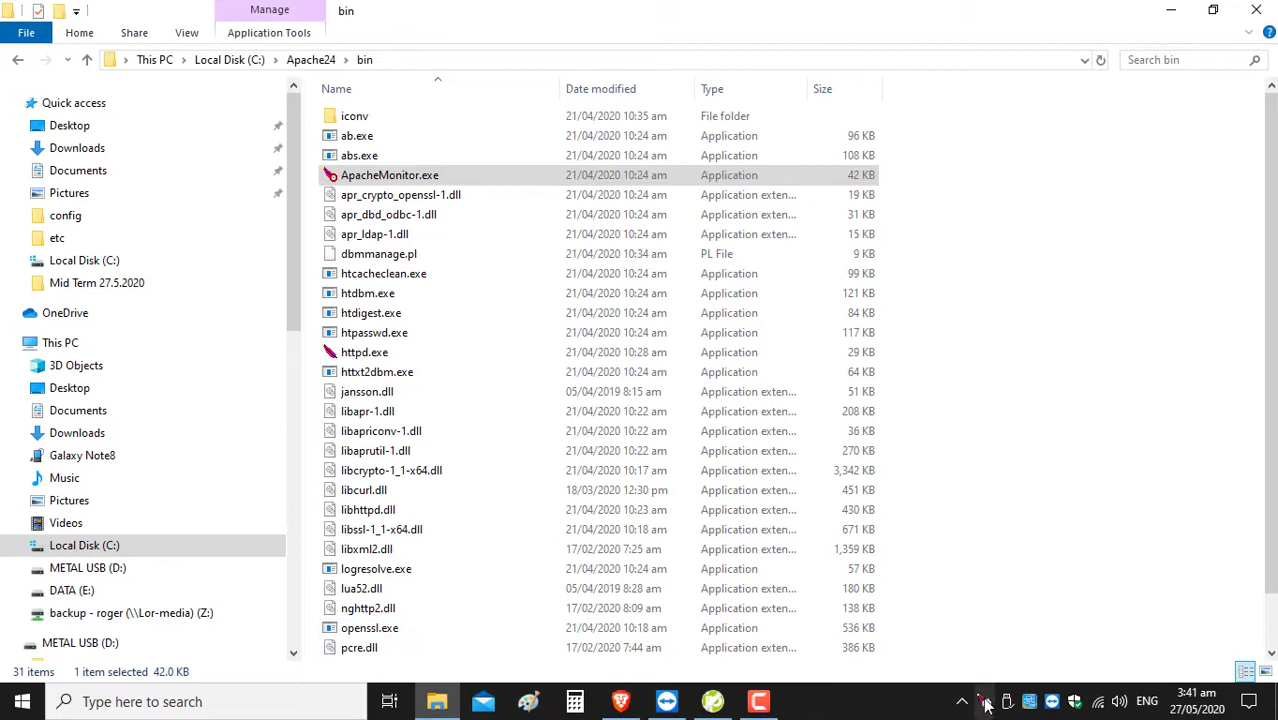 Manage
bin
File
Home
Share
View
Application Tools
This PC
Local Disk (C:)
Apache24
bin
Search bin
Name
Date modified
Type
Size
Quick access
Desktop
Downloads
Documents
Pictures
config
etc
Local Disk (C:)
Mid Term 27.5.2020
OneDrive
This PC
3D Objects
Desktop
Documents
Downloads
Galaxy Note8
Music
Pictures
Videos
Local Disk (C:)
METAL USB (D:)
DATA (E:)
backup - roger (\\Lor-media) (Z:)
METAL USB (D:)
iconv 21/04/2020 10:35 am File folder
ab.exe 21/04/2020 10:24 am Application 96 KB
abs.exe 21/04/2020 10:24 am Application 108 KB
ApacheMonitor.exe 21/04/2020 10:24 am Application 42 KB
apr_crypto_openssl-1.dll 21/04/2020 10:24 am Application exten... 19 KB
apr_dbd_odbc-1.dll 21/04/2020 10:24 am Application exten... 31 KB
apr_ldap-1.dll 21/04/2020 10:24 am Application exten... 15 KB
dbmmanage.pl 21/04/2020 10:34 am PL File 9 KB
htcacheclean.exe 21/04/2020 10:24 am Application 99 KB
htdbm.exe 21/04/2020 10:24 am Application 121 KB
htdigest.exe 21/04/2020 10:24 am Application 84 KB
htpasswd.exe 21/04/2020 10:24 am Application 117 KB
httpd.exe 21/04/2020 10:28 am Application 29 KB
httxt2dbm.exe 21/04/2020 10:24 am Application 64 KB
jansson.dll 05/04/2019 8:15 am Application exten... 51 KB
libapr-1.dll 21/04/2020 10:22 am Application exten... 208 KB
libapriconv-1.dll 21/04/2020 10:22 am Application exten... 36 KB
libaprutil-1.dll 21/04/2020 10:22 am Application exten... 270 KB
libcrypto-1_1-x64.dll 21/04/2020 10:17 am Application exten... 3,342 KB
libcurl.dll 18/03/2020 12:30 pm Application exten... 451 KB
libhttpd.dll 21/04/2020 10:23 am Application exten... 430 KB
libssl-1_1-x64.dll 21/04/2020 10:18 am Application exten... 671 KB
libxml2.dll 17/02/2020 7:25 am Application exten... 1,359 KB
logresolve.exe 21/04/2020 10:24 am Application 57 KB
lua52.dll 05/04/2019 8:28 am Application exten... 180 KB
nghttp2.dll 17/02/2020 8:09 am Application exten... 138 KB
openssl.exe 21/04/2020 10:18 am Application 536 KB
pcre.dll 17/02/2020 7:44 am Application exten... 386 KB
31 items
1 item selected 42.0 KB
Type here to search
ENG
3:41 am
27/05/2020